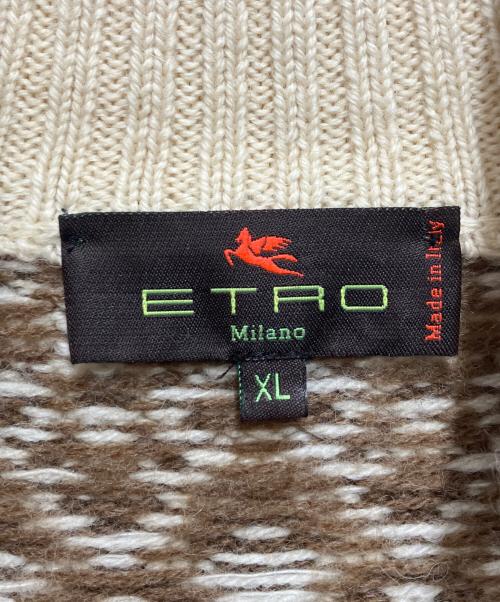 ETRO
Milano
Made in Italy
XL